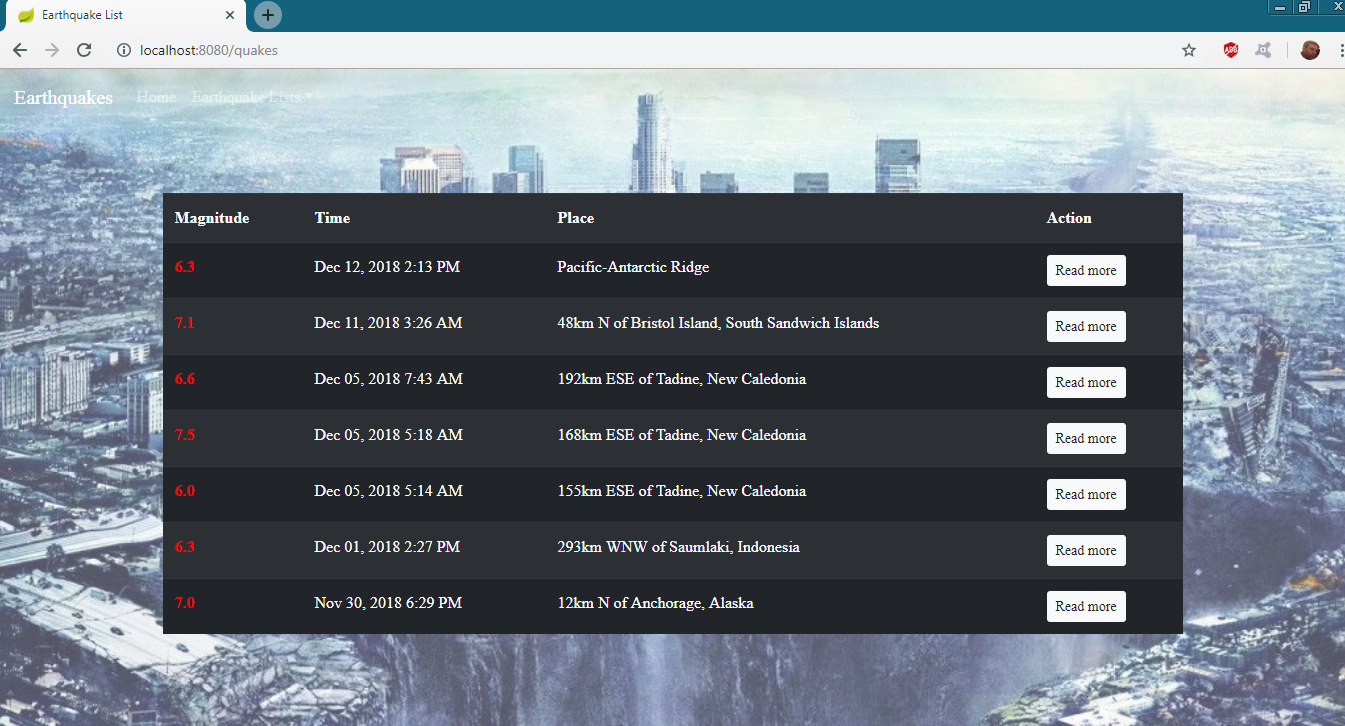 Earthquake List
localhost:8080/quakes
ABP
Earthquakes Home Earthquake Lists
Magnitude Time Place Action
6.3 Dec 12, 2018 2:13 PM Pacific-Antarctic Ridge Read more
7.1 Dec 11, 2018 3:26 AM 48km N of Bristol Island, South Sandwich Islands Read more
6.6 Dec 05, 2018 7:43 AM 192km ESE of Tadine, New Caledonia Read more
7.5 Dec 05, 2018 5:18 AM 168km ESE of Tadine, New Caledonia Read more
6.0 Dec 05, 2018 5:14 AM 155km ESE of Tadine, New Caledonia Read more
6.3 Dec 01, 2018 2:27 PM 293km WNW of Saumlaki, Indonesia Read more
7.0 Nov 30, 2018 6:29 PM 12km N of Anchorage, Alaska Read more